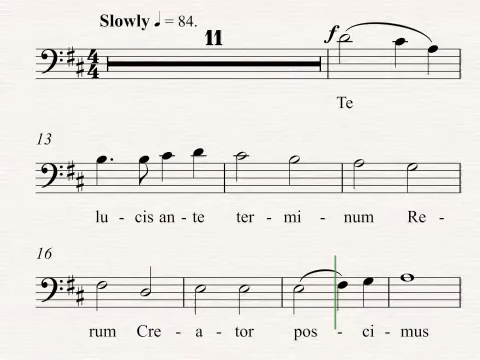 Slowly ♩ = 84.
11
f
Te
13
lu - cis an - te ter - mi - num Re -
16
rum Cre - a - tor pos - ci - mus